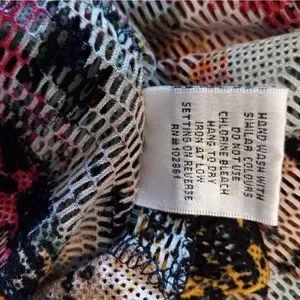 HAND WASH WITH
SIMILAR COLOURS
DO NOT USE
CHLORINE BLEACH
HANG TO DRY
IRON AT LOW
SETTING ON REVERSE
RN#102861